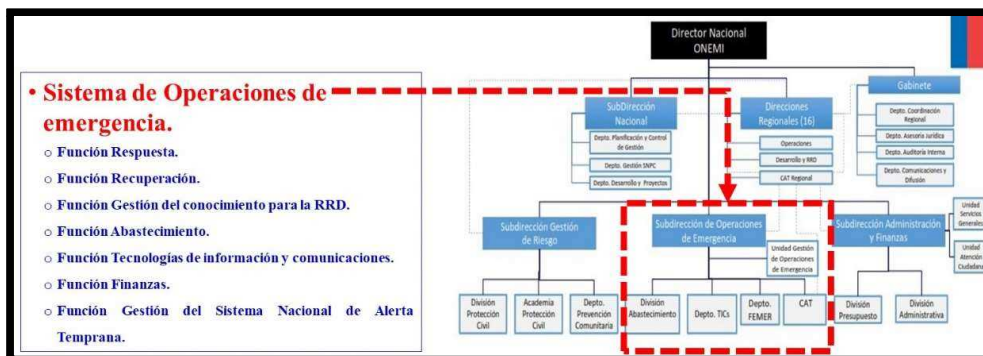 • Sistema de Operaciones de
emergencia.
o Función Respuesta.
o Función Recuperación.
o Función Gestión del conocimiento para la RRD.
o Función Abastecimiento.
o Función Tecnologías de información y comunicaciones.
o Función Finanzas.
o Función Gestión del Sistema Nacional de Alerta
Temprana.
Director Nacional
ONEMI
Gabinete
Depto. Coordinación
Regional
Depto. Asesoría Jurídica
Depto. Auditoría Interna
Depto. Comunicaciones y
Difusión
SubDirección
Nacional
Depto. Planificación y Control
de Gestión
Depto. Gestión SNPC
Depto. Desarrollo y Proyectos
Direcciones
Regionales (16)
Operaciones
Desarrollo y RRD
CAT Regional
Subdirección Gestión
de Riesgo
División
Protección
Civil
Academia
Protección
Civil
Depto.
Prevención
Comunitaria
Subdirección de Operaciones
de Emergencia
Unidad Gestión
de Operaciones
de Emergencia
División
Abastecimiento
Depto. TICs
Depto.
FEMER
CAT
Subdirección Administración
y Finanzas
Unidad
Servicios
Generales
Unidad
Atención
Ciudadana
División
Presupuesto
División
Administrativa